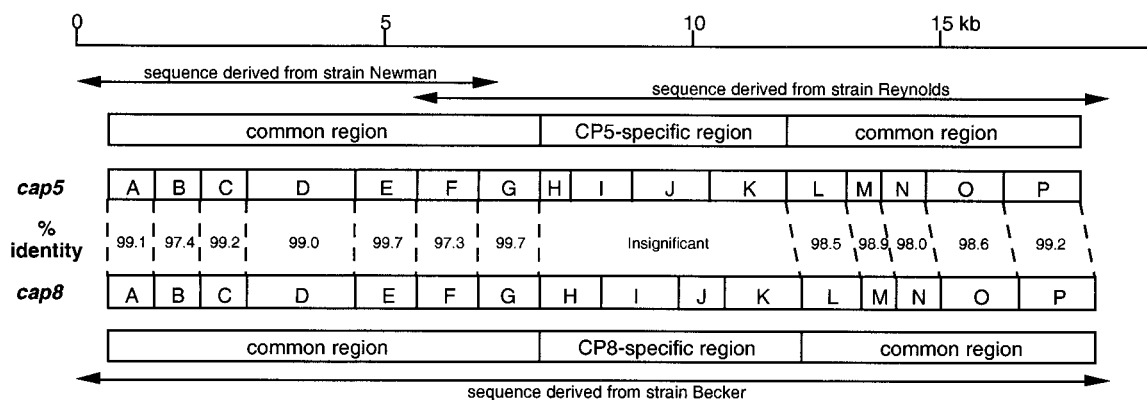 0 5 10 15 kb
sequence derived from strain Newman
sequence derived from strain Reynolds
common region CP5-specific region common region
cap5 A B C D E F G H I J K L M N O P
% identity 99.1 97.4 99.2 99.0 99.7 97.3 99.7 Insignificant 98.5 98.9 98.0 98.6 99.2
cap8 A B C D E F G H I J K L M N O P
common region CP8-specific region common region
sequence derived from strain Becker